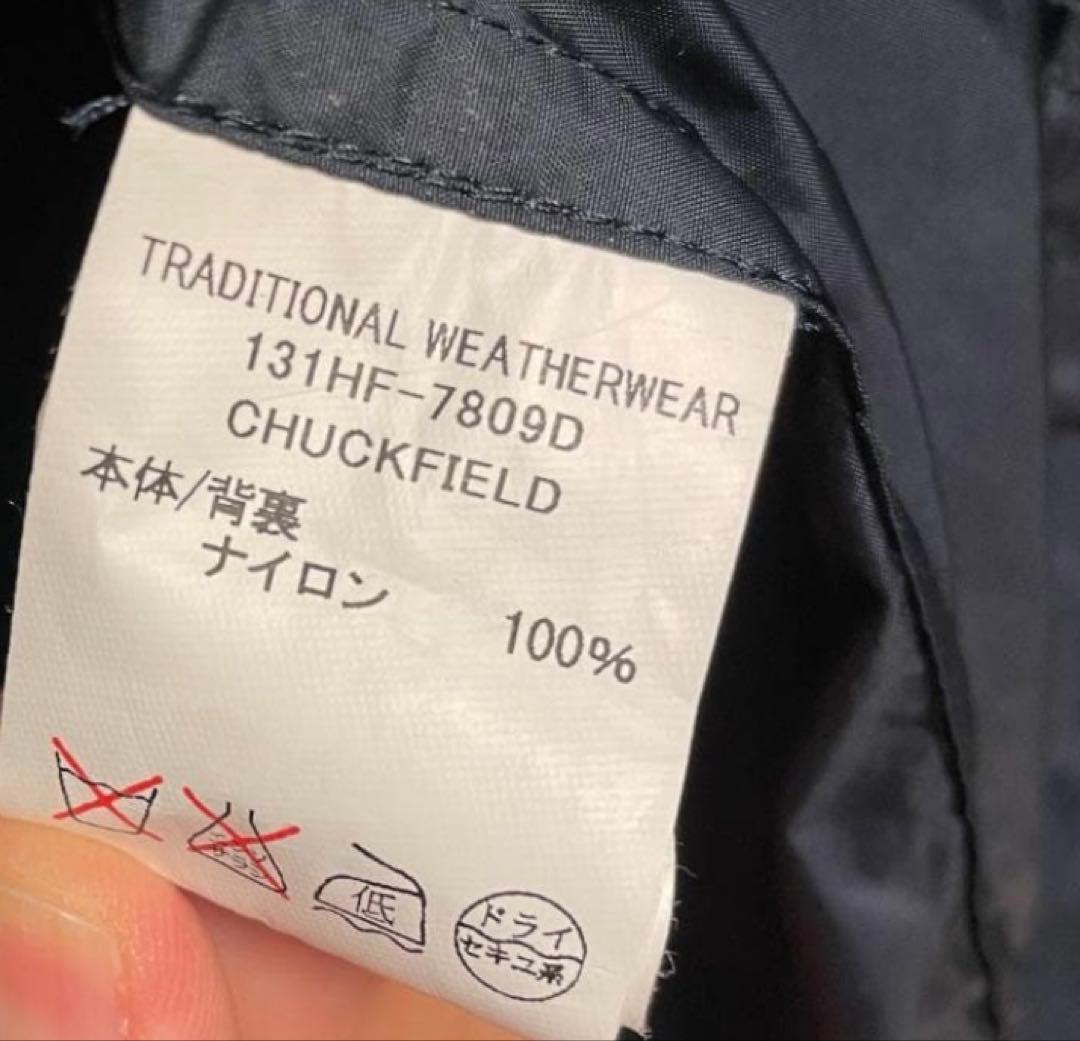 TRADITIONAL WEATHERWEAR
131HF-7809D
CHUCKFIELD
本体/背裏
ナイロン 100%
低
ドライ
セキユ系